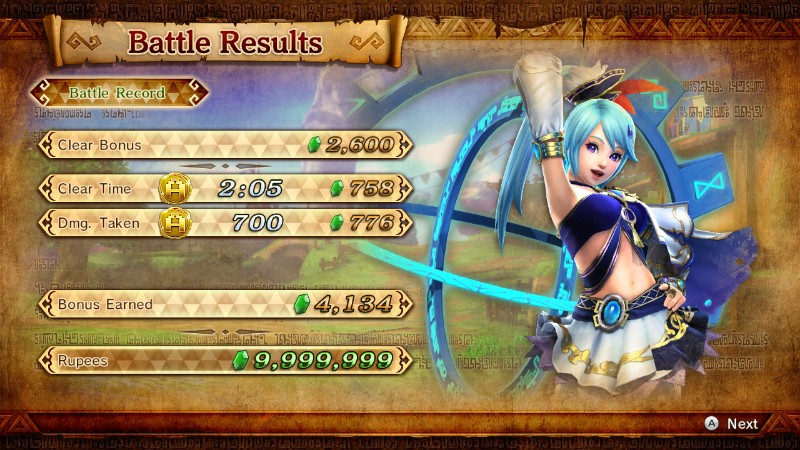 Battle Results
Battle Record
Clear Bonus 2,600
Clear Time H 2:05 758
Dmg. Taken H 700 776
Bonus Earned 4,134
Rupees 9,999,999
A Next